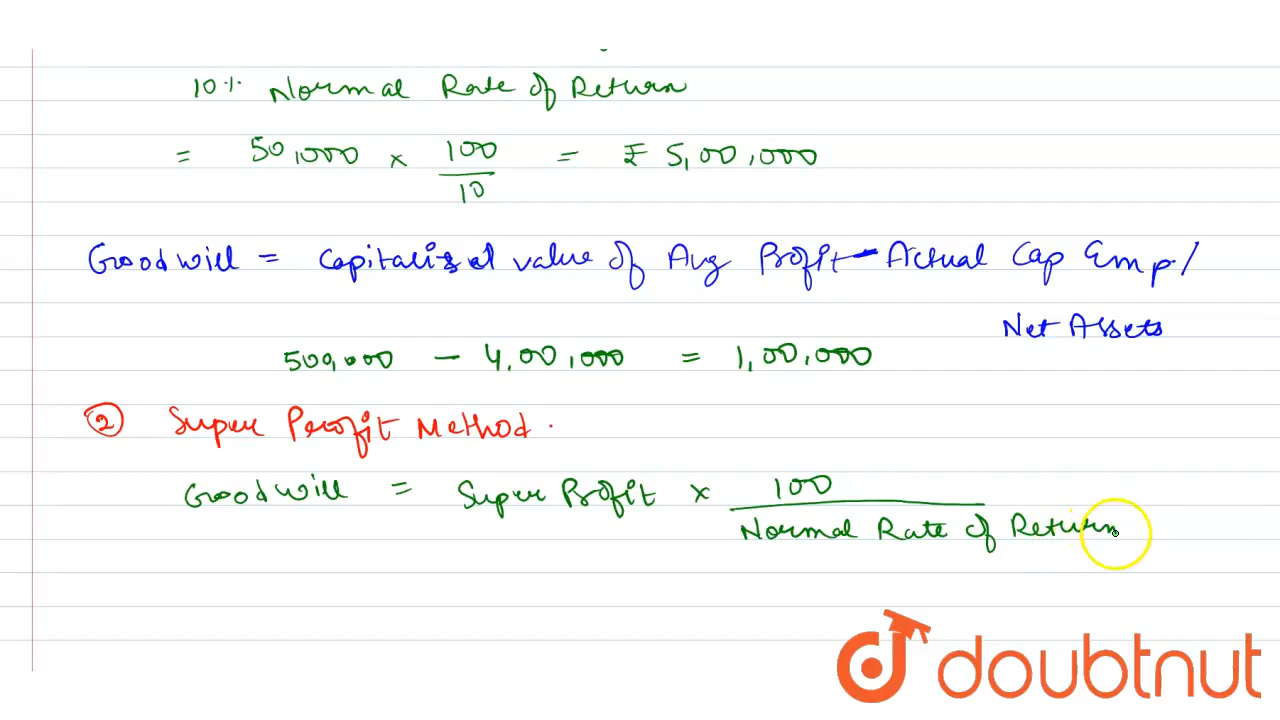 10% Normal Rate of Return
= 50,000 x 100/10 = ₹ 5,00,000
Goodwill = Capitalised value of Avg Profit - Actual Cap Emp/
Net Assets
500,000 - 4,00,000 = 1,00,000
② Super Profit Method.
Goodwill = Super Profit x 100 / Normal Rate of Return
doubtnut